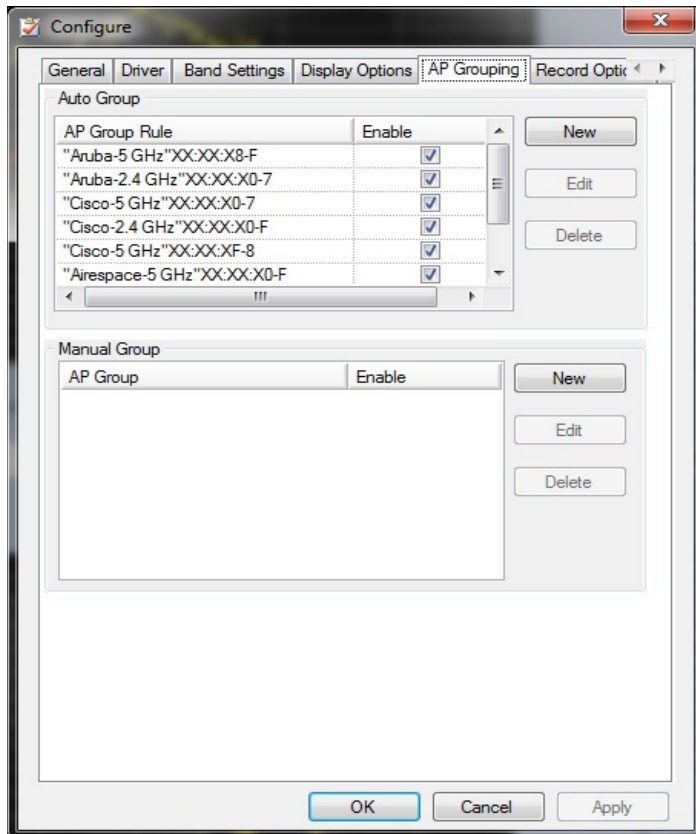 Configure
General Driver Band Settings Display Options AP Grouping Record Optic
Auto Group
AP Group Rule Enable
"Aruba-5 GHz"XX:XX:X8-F
"Aruba-2.4 GHz"XX:XX:X0-7
"Cisco-5 GHz"XX:XX:X0-7
"Cisco-2.4 GHz"XX:XX:X0-F
"Cisco-5 GHz"XX:XX:XF-8
"Airespace-5 GHz"XX:XX:X0-F
New
Edit
Delete
Manual Group
AP Group Enable
New
Edit
Delete
OK Cancel Apply